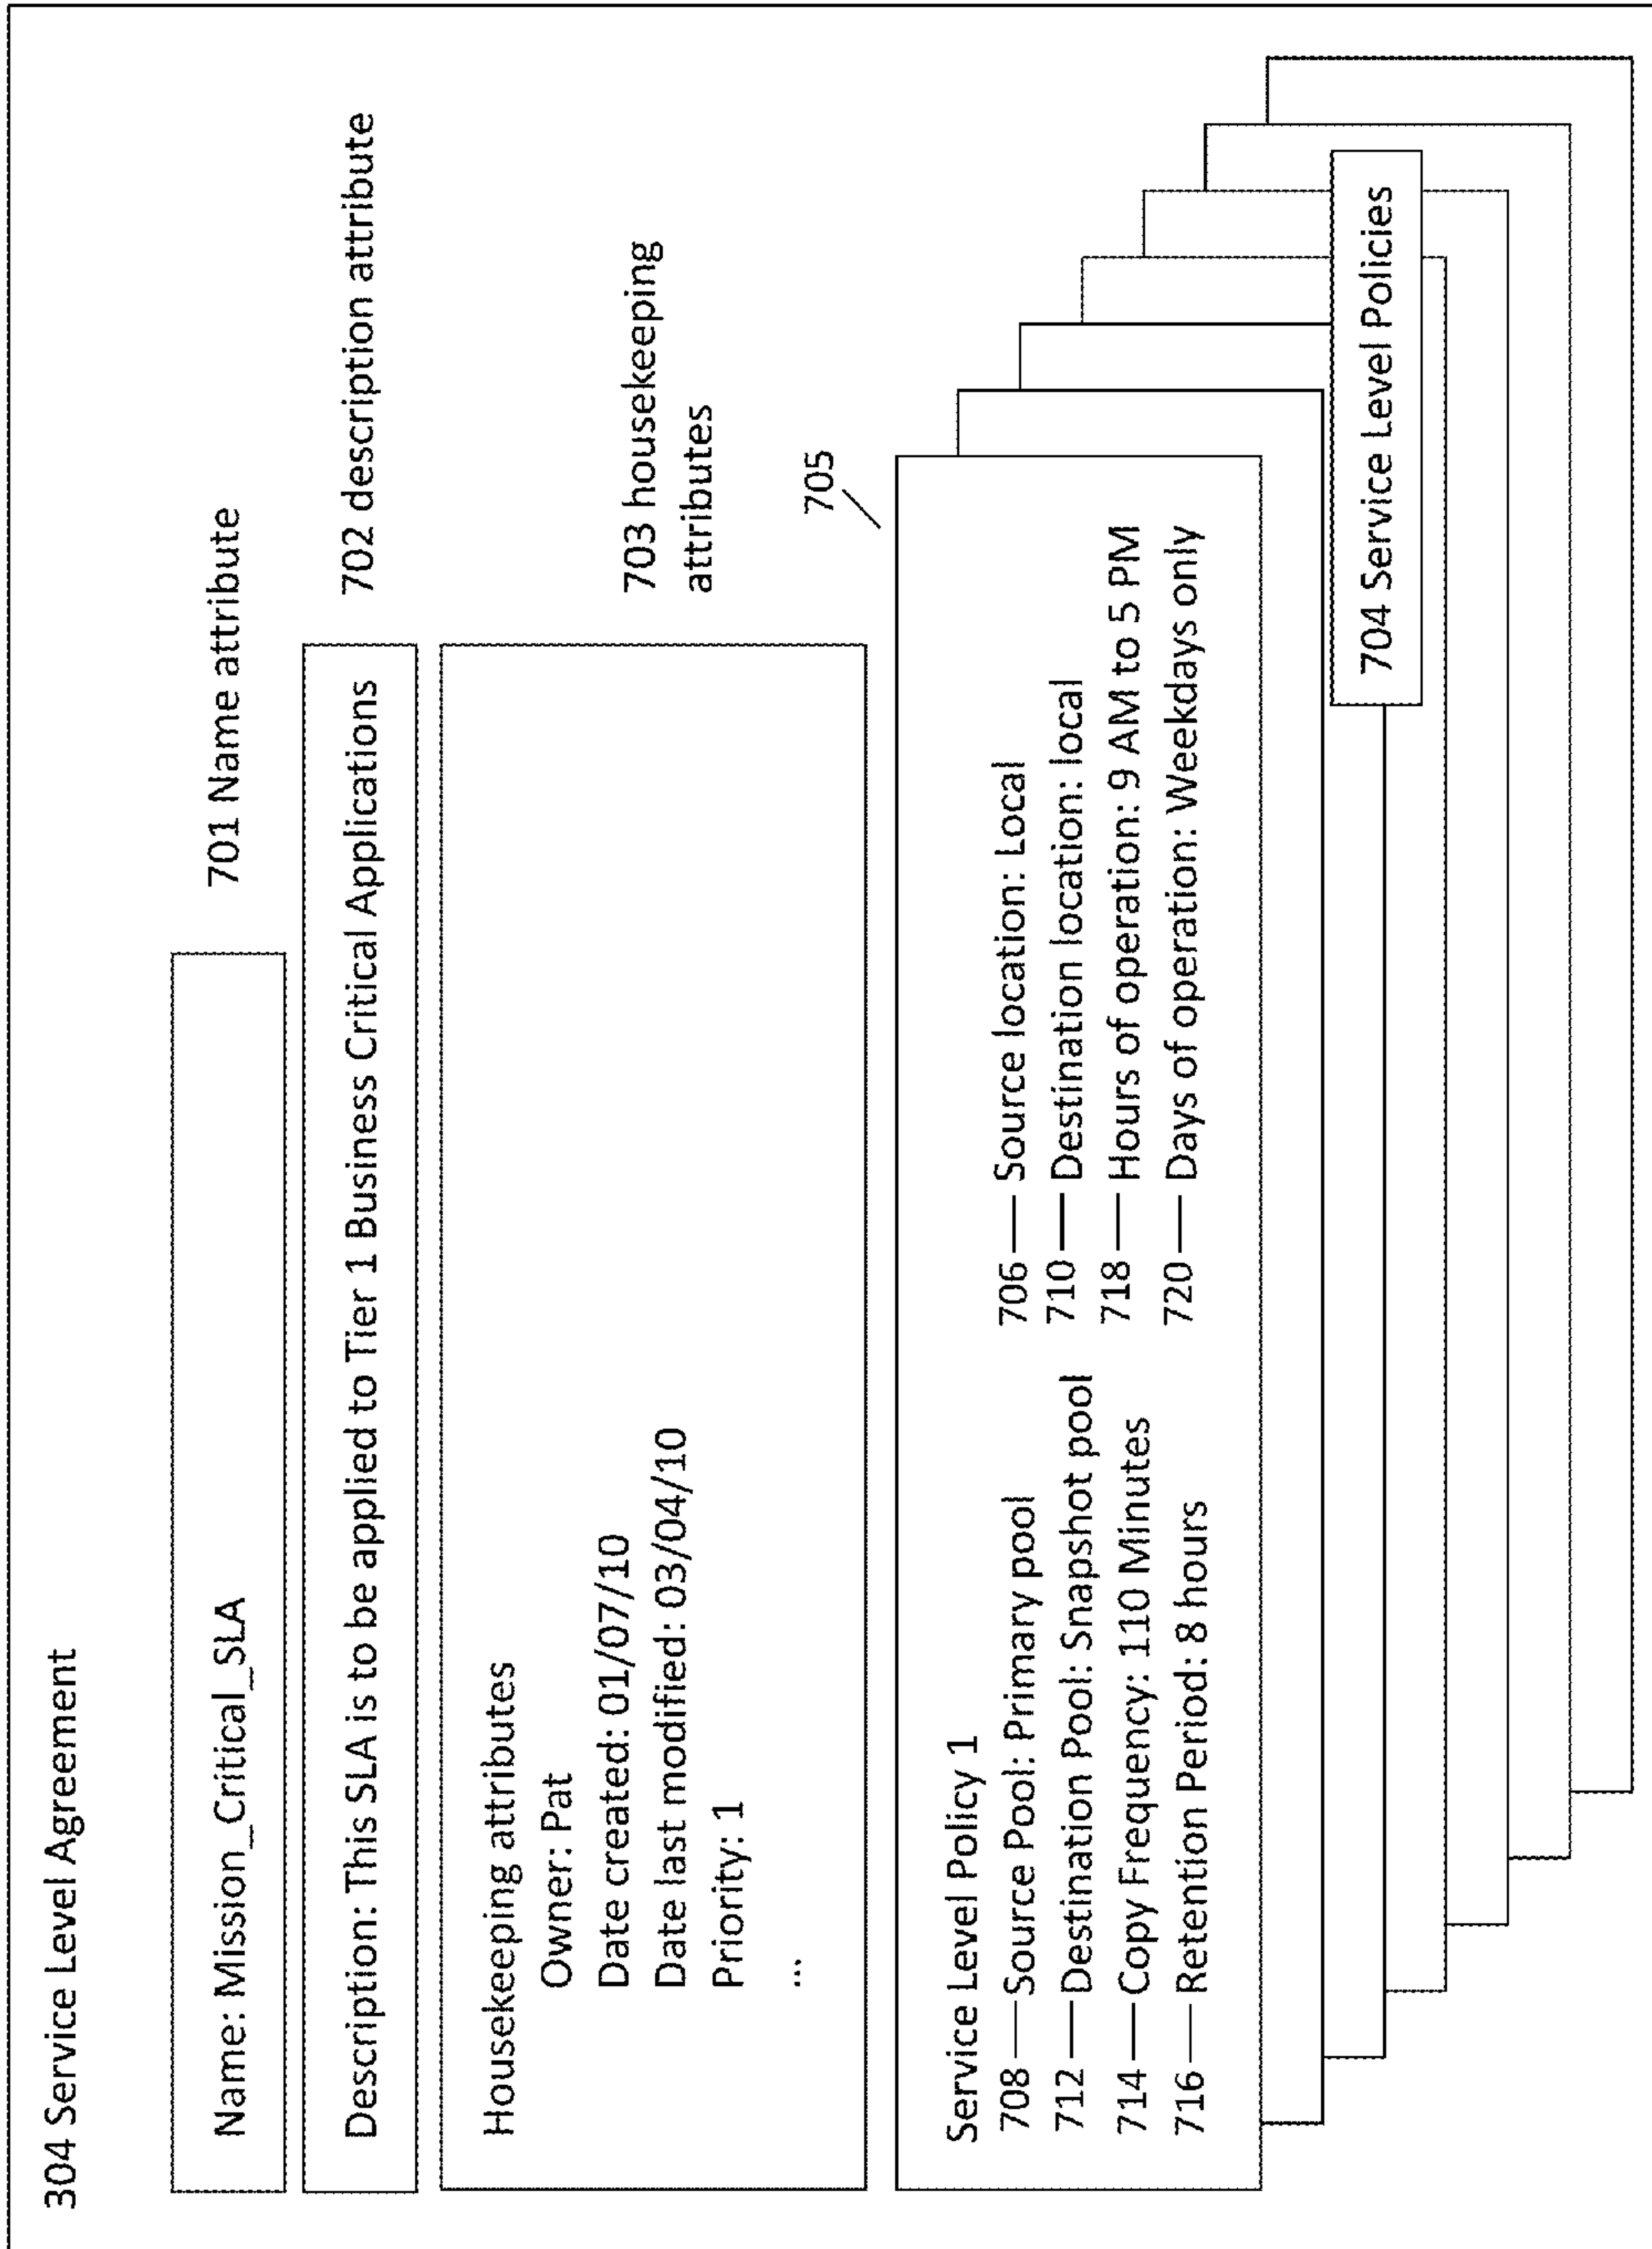 304 Service Level Agreement
Name: Mission_Critical_SLA
701 Name attribute
Description: This SLA is to be applied to Tier 1 Business Critical Applications
702 description attribute
Housekeeping attributes
Owner: Pat
Date created: 01/07/10
Date last modified: 03/04/10
Priority: 1
...
703 housekeeping
attributes
705
Service Level Policy 1
708 Source Pool: Primary pool
712 Destination Pool: Snapshot pool
714 Copy Frequency: 110 Minutes
716 Retention Period: 8 hours
706 Source location: Local
710 Destination location: local
718 Hours of operation: 9 AM to 5 PM
720 Days of operation: Weekdays only
704 Service Level Policies